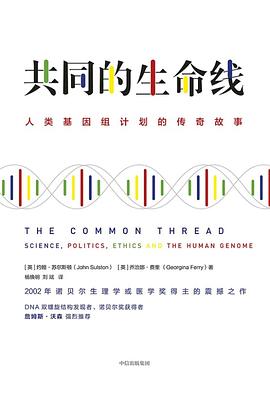 共同的生命线
人类基因组计划的传奇故事
THE COMMON THREAD
SCIENCE, POLITICS, ETHICS AND THE HUMAN GENOME
[英]约翰·苏尔斯顿(John Sulston) [英]乔治娜·费里(Georgina Ferry)著
杨焕明 刘斌 译
2002年诺贝尔生理学或医学奖得主的震撼之作
DNA双螺旋结构发现者、诺贝尔奖获得者
詹姆斯·沃森 强烈推荐
中信出版集团